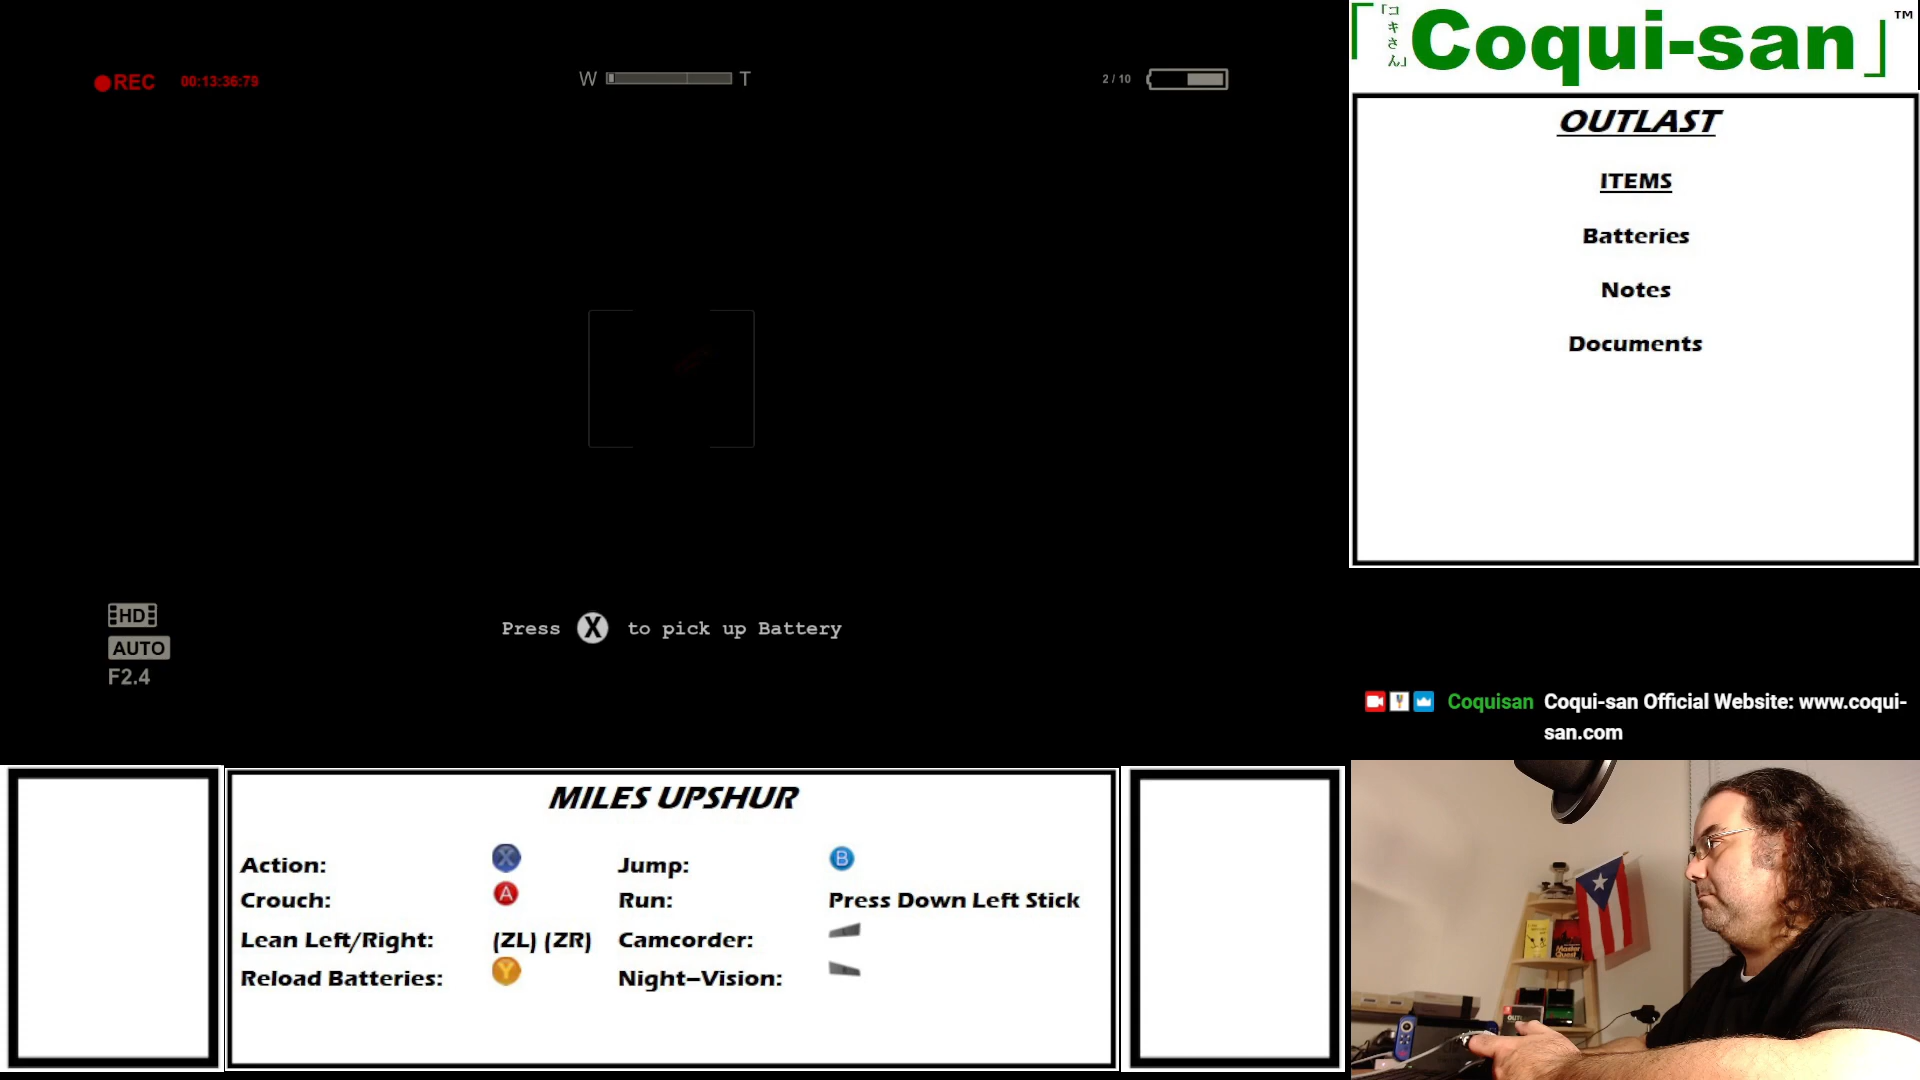 REC 00:13:36:79
W T
2 / 10
HD
AUTO
F2.4
Press X to pick up Battery
「コキさん」
「Coqui-san」™
OUTLAST
ITEMS
Batteries
Notes
Documents
Coquisan Coqui-san Official Website: www.coqui-
san.com
MILES UPSHUR
Action: X Jump: B
Crouch: A Run: Press Down Left Stick
Lean Left/Right: (ZL) (ZR) Camcorder:
Reload Batteries: Y Night-Vision: